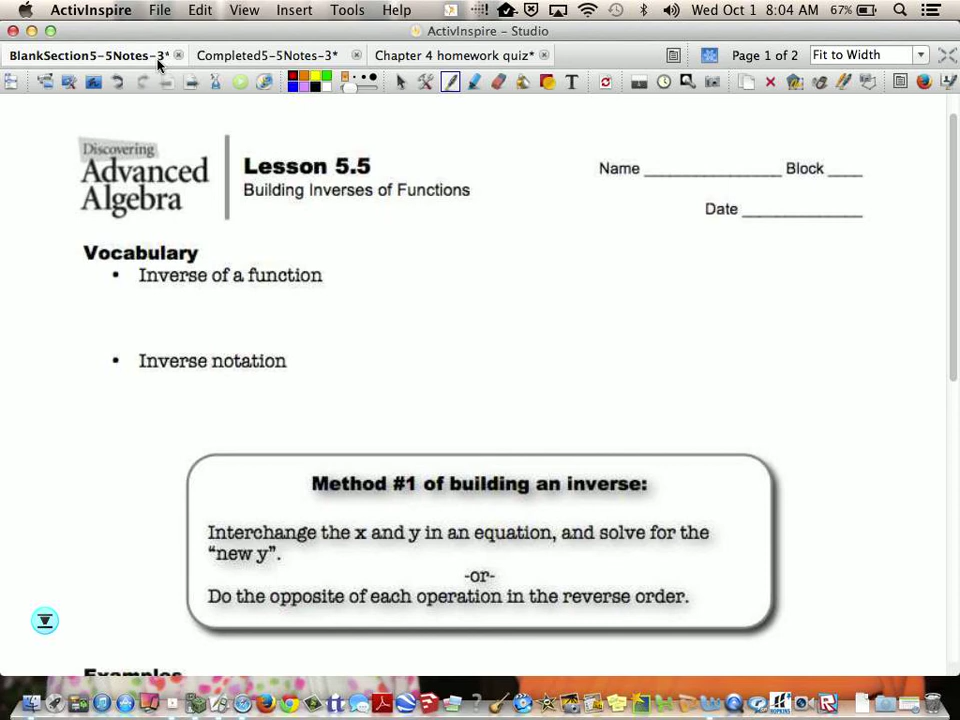 ActivInspire File Edit View Insert Tools Help Wed Oct 1 8:04 AM 67%
ActivInspire – Studio
BlankSection5-5Notes-3* Completed5-5Notes-3* Chapter 4 homework quiz* Page 1 of 2 Fit to Width
Discovering
Advanced
Algebra
Lesson 5.5
Building Inverses of Functions
Name ________________ Block ____
Date ______________
Vocabulary
• Inverse of a function
• Inverse notation
Method #1 of building an inverse:
Interchange the x and y in an equation, and solve for the
“new y”.
-or-
Do the opposite of each operation in the reverse order.
Examples
HOPKINS